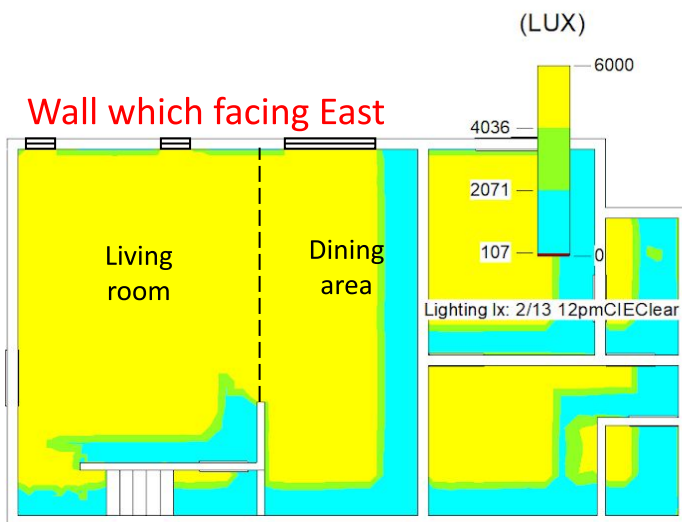 (LUX)
6000
Wall which facing East
4036
2071
107
0
Living
room
Dining
area
Lighting lx: 2/13 12pmCIEClear